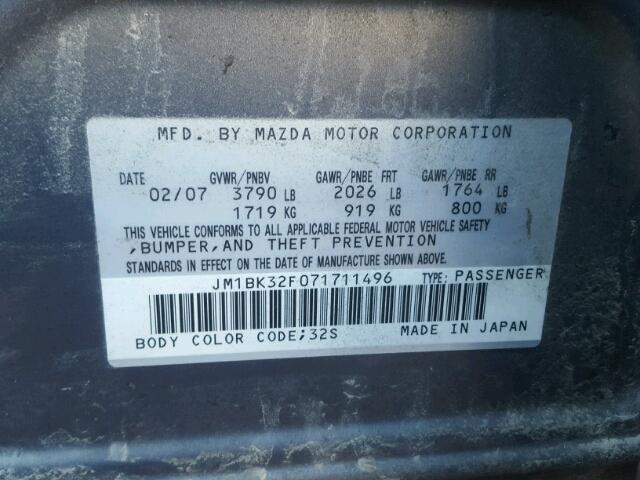 MFD. BY MAZDA MOTOR CORPORATION
DATE GVWR/PNBV GAWR/PNBE FRT GAWR/PNBE RR
02/07 3790 LB 2026 LB 1764 LB
1719 KG 919 KG 800 KG
THIS VEHICLE CONFORMS TO ALL APPLICABLE FEDERAL MOTOR VEHICLE SAFETY
,BUMPER,AND THEFT PREVENTION
STANDARDS IN EFFECT ON THE DATE OF MANUFACTURE SHOWN ABOVE.
JM1BK32F071711496 TYPE: PASSENGER
BODY COLOR CODE;32S MADE IN JAPAN